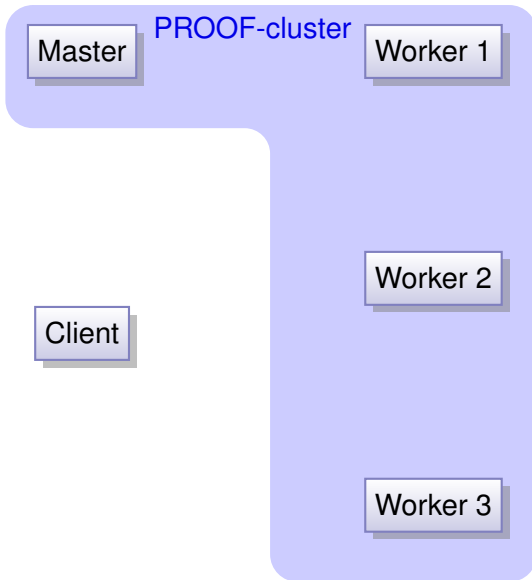 PROOF-cluster
Master
Worker 1
Worker 2
Client
Worker 3